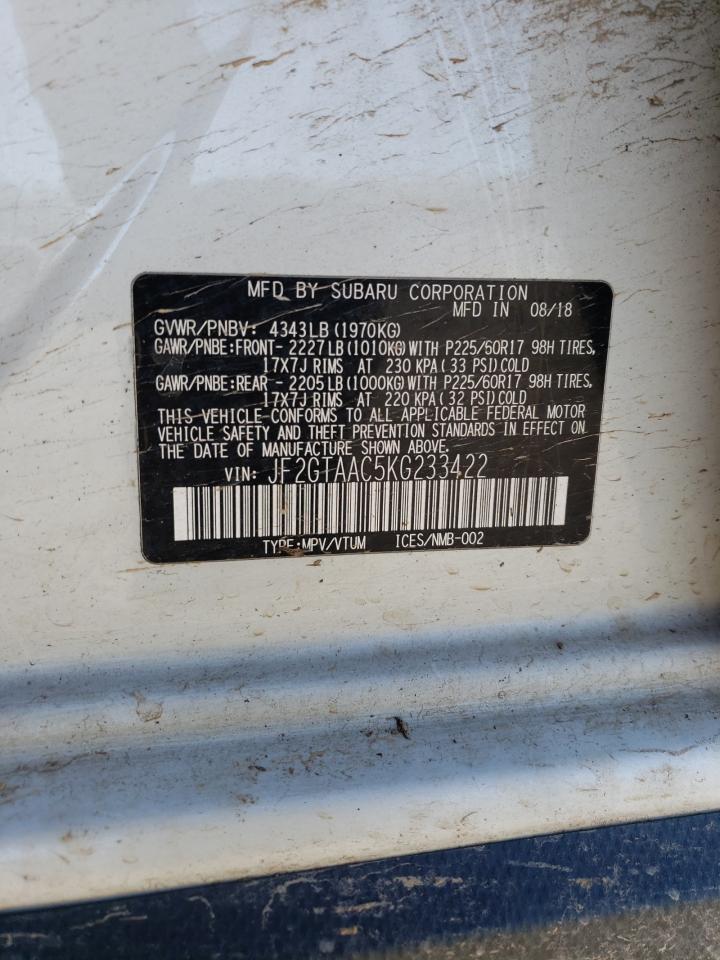 MFD BY SUBARU CORPORATION
MFD IN 08/18
GVWR/PNBV: 4343LB (1970KG)
GAWR/PNBE:FRONT- 2227LB (1010KG) WITH P225/60R17 98H TIRES,
17X7J RIMS AT 230 KPA (33 PSI) COLD
GAWR/PNBE:REAR - 2205LB (1000KG) WITH P225/60R17 98H TIRES,
17X7J RIMS AT 220 KPA (32 PSI) COLD
THIS VEHICLE CONFORMS TO ALL APPLICABLE FEDERAL MOTOR
VEHICLE SAFETY AND THEFT PREVENTION STANDARDS IN EFFECT ON
THE DATE OF MANUFACTURE SHOWN ABOVE.
VIN: JF2GTAAC5KG233422
TYPE:MPV/VTUM ICES/NMB-002